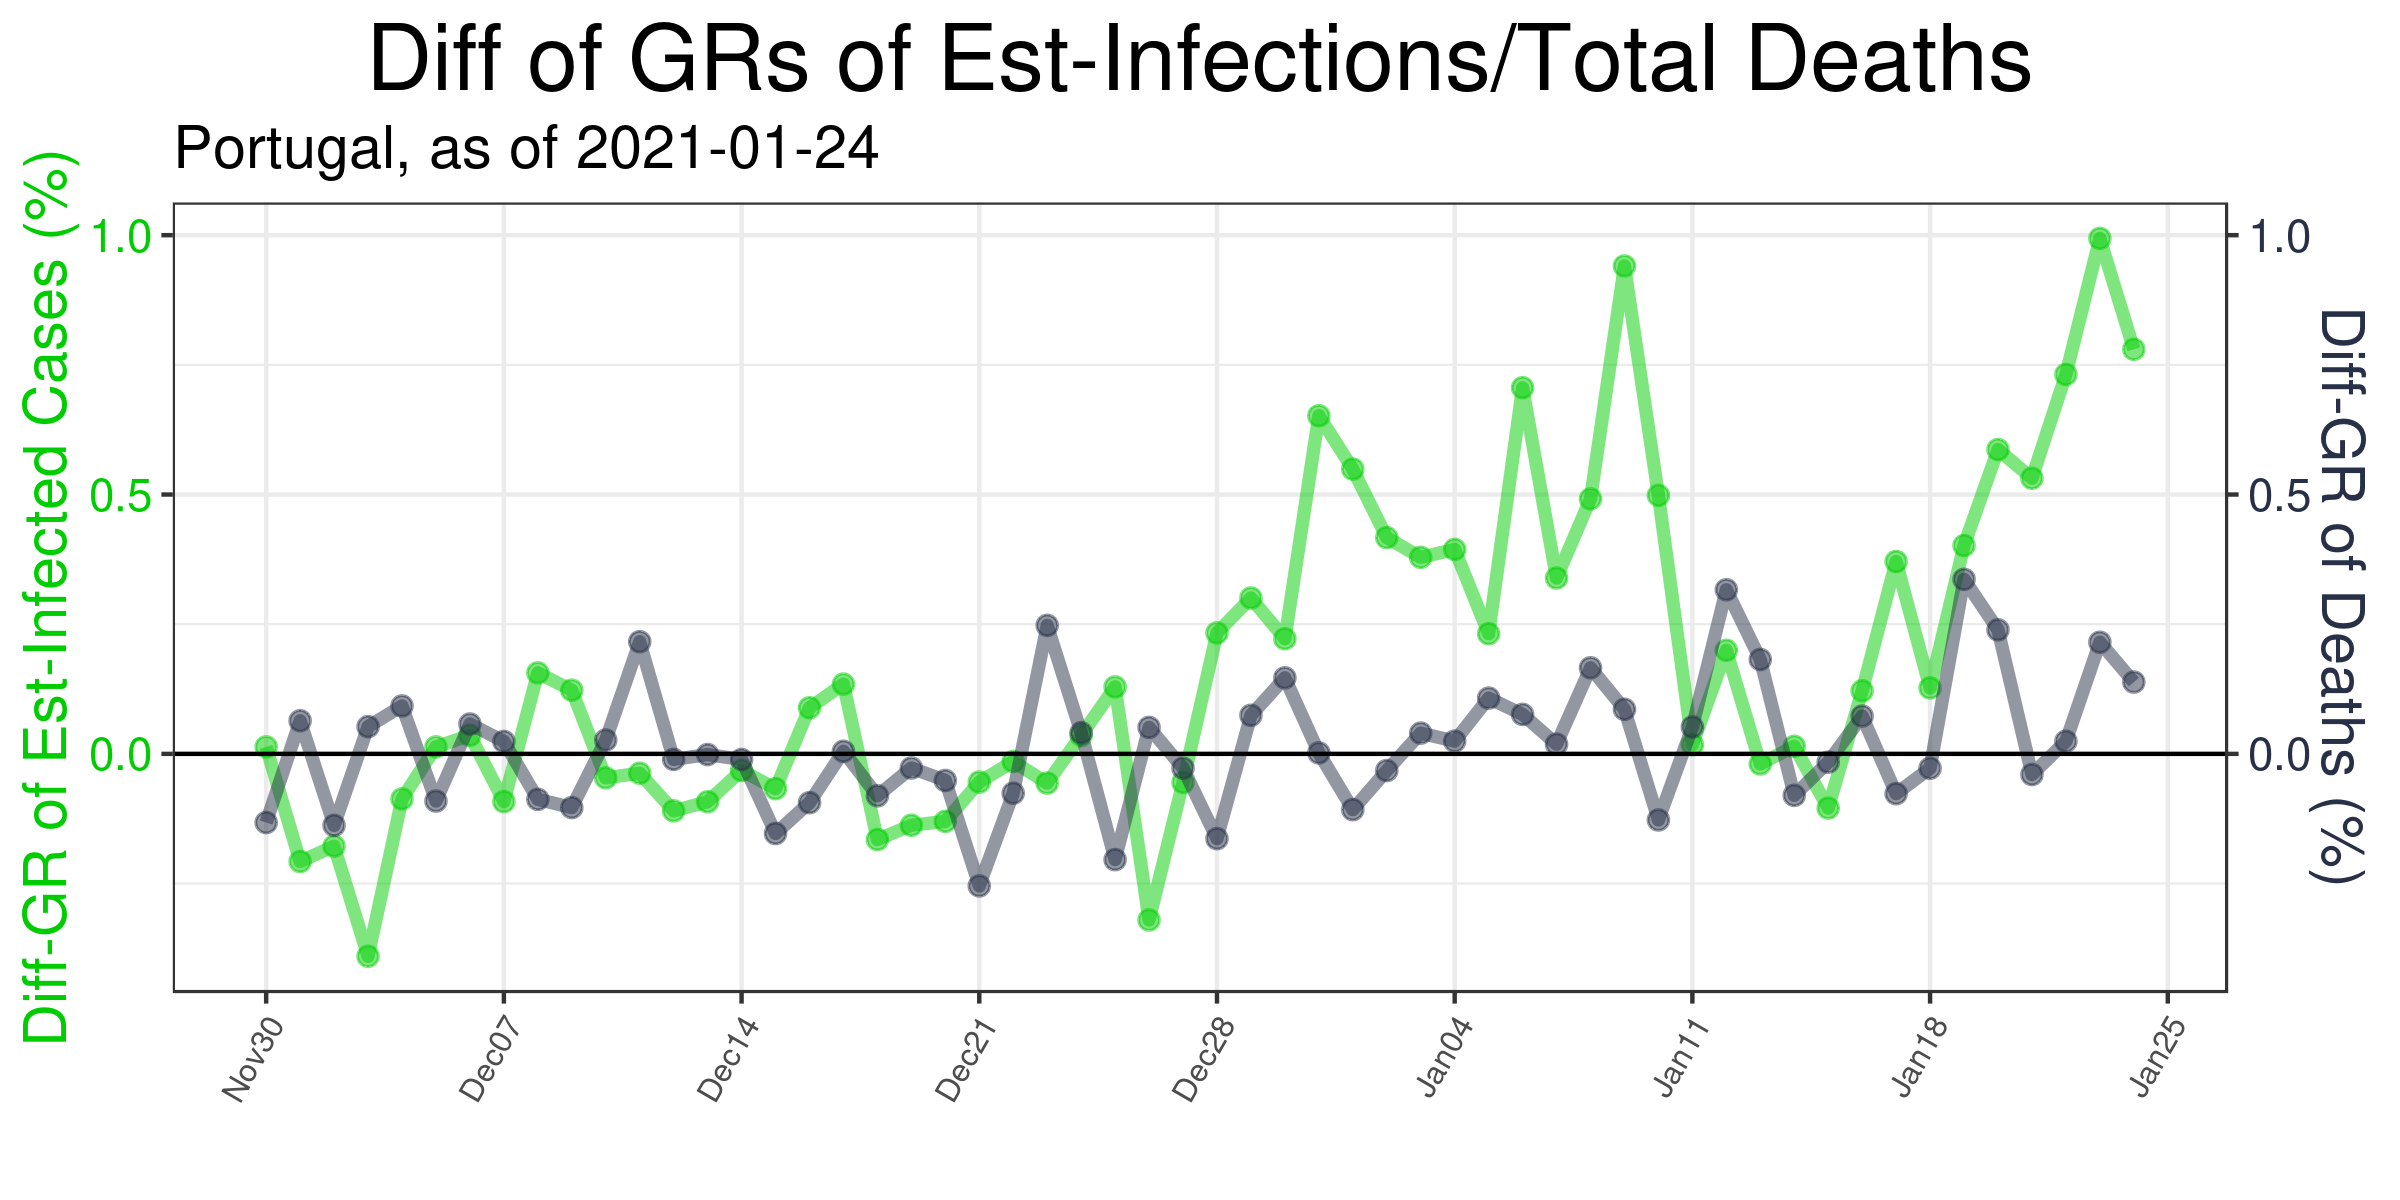 Diff of GRs of Est-Infections/Total Deaths
Portugal, as of 2021-01-24
Diff-GR of Est-Infected Cases (%)
1.0
0.5
0.0
1.0
0.5
0.0
Diff-GR of Deaths (%)
Nov30
Dec07
Dec14
Dec21
Dec28
Jan04
Jan11
Jan18
Jan25